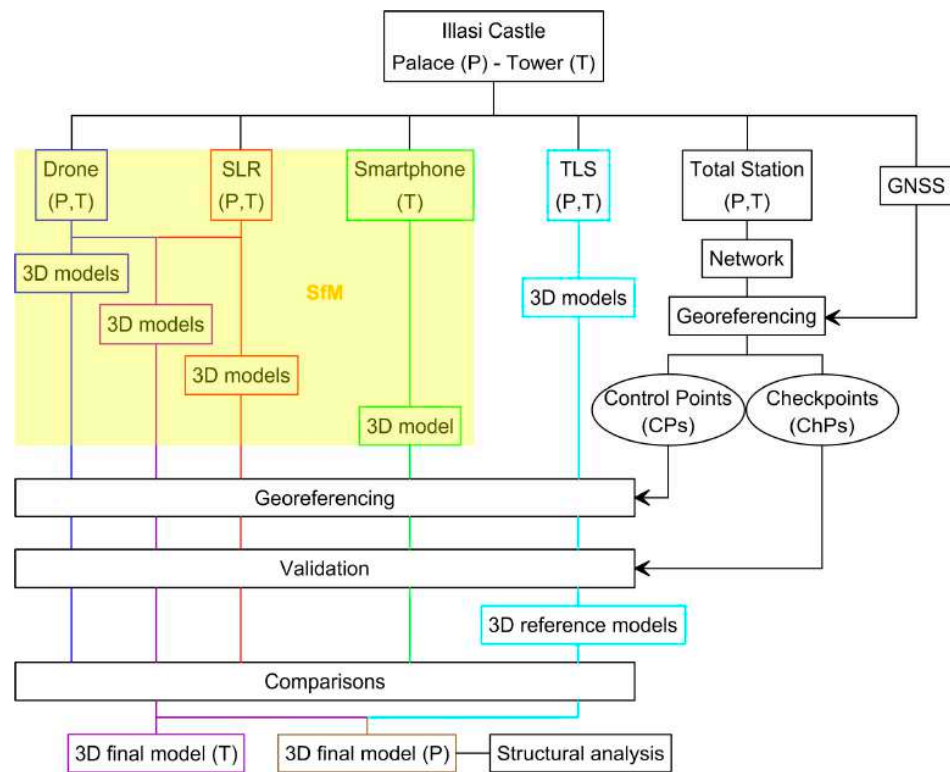 Illasi Castle
Palace (P) - Tower (T)
Drone
(P,T)
SLR
(P,T)
Smartphone
(T)
TLS
(P,T)
Total Station
(P,T)
GNSS
Network
3D models
SfM
3D models
3D models
Georeferencing
3D models
Control Points
(CPs)
Checkpoints
(ChPs)
3D model
Georeferencing
Validation
3D reference models
Comparisons
3D final model (T)
3D final model (P)
Structural analysis